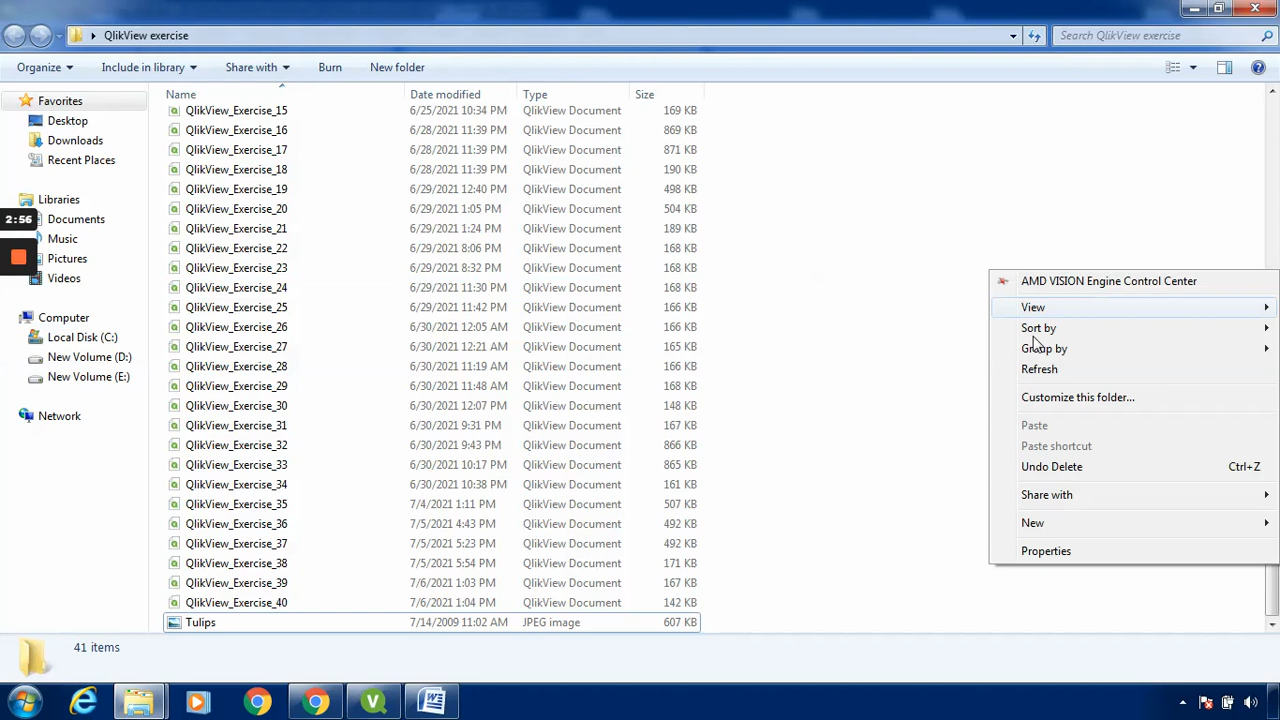 QlikView exercise
Search QlikView exercise
Organize Include in library Share with Burn New folder
Favorites
Desktop
Downloads
Recent Places
Libraries
Documents
Music
Pictures
Videos
Computer
Local Disk (C:)
New Volume (D:)
New Volume (E:)
Network
2:56
Name Date modified Type Size
QlikView_Exercise_15 6/25/2021 10:34 PM QlikView Document 169 KB
QlikView_Exercise_16 6/28/2021 11:39 PM QlikView Document 869 KB
QlikView_Exercise_17 6/28/2021 11:39 PM QlikView Document 871 KB
QlikView_Exercise_18 6/28/2021 11:39 PM QlikView Document 190 KB
QlikView_Exercise_19 6/29/2021 12:40 PM QlikView Document 498 KB
QlikView_Exercise_20 6/29/2021 1:05 PM QlikView Document 504 KB
QlikView_Exercise_21 6/29/2021 1:24 PM QlikView Document 189 KB
QlikView_Exercise_22 6/29/2021 8:06 PM QlikView Document 168 KB
QlikView_Exercise_23 6/29/2021 8:32 PM QlikView Document 168 KB
QlikView_Exercise_24 6/29/2021 11:30 PM QlikView Document 168 KB
QlikView_Exercise_25 6/29/2021 11:42 PM QlikView Document 166 KB
QlikView_Exercise_26 6/30/2021 12:05 AM QlikView Document 166 KB
QlikView_Exercise_27 6/30/2021 12:21 AM QlikView Document 165 KB
QlikView_Exercise_28 6/30/2021 11:19 AM QlikView Document 166 KB
QlikView_Exercise_29 6/30/2021 11:48 AM QlikView Document 168 KB
QlikView_Exercise_30 6/30/2021 12:07 PM QlikView Document 148 KB
QlikView_Exercise_31 6/30/2021 9:31 PM QlikView Document 167 KB
QlikView_Exercise_32 6/30/2021 9:43 PM QlikView Document 866 KB
QlikView_Exercise_33 6/30/2021 10:17 PM QlikView Document 865 KB
QlikView_Exercise_34 6/30/2021 10:38 PM QlikView Document 161 KB
QlikView_Exercise_35 7/4/2021 1:11 PM QlikView Document 507 KB
QlikView_Exercise_36 7/5/2021 4:43 PM QlikView Document 492 KB
QlikView_Exercise_37 7/5/2021 5:23 PM QlikView Document 492 KB
QlikView_Exercise_38 7/5/2021 5:54 PM QlikView Document 171 KB
QlikView_Exercise_39 7/6/2021 1:03 PM QlikView Document 167 KB
QlikView_Exercise_40 7/6/2021 1:04 PM QlikView Document 142 KB
Tulips 7/14/2009 11:02 AM JPEG image 607 KB
AMD VISION Engine Control Center
View
Sort by
Group by
Refresh
Customize this folder...
Paste
Paste shortcut
Undo Delete Ctrl+Z
Share with
New
Properties
41 items